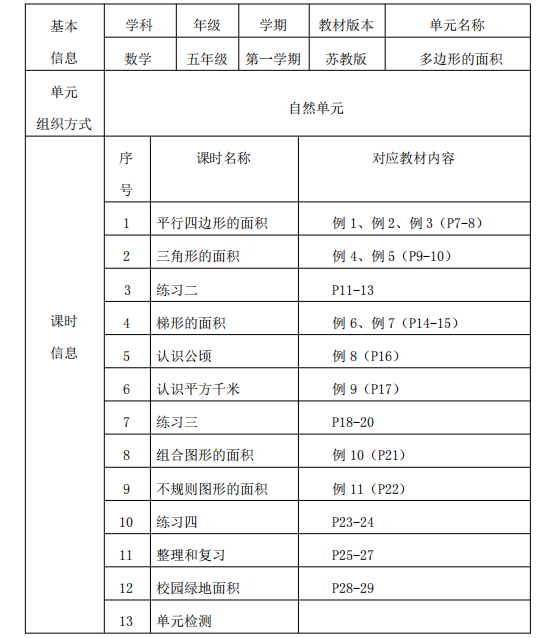 基本
信息
学科 年级 学期 教材版本 单元名称
数学 五年级 第一学期 苏教版 多边形的面积
单元
组织方式
自然单元
课时
信息
序
号
课时名称 对应教材内容
1 平行四边形的面积 例 1、例 2、例 3（P7-8）
2 三角形的面积 例 4、例 5（P9-10）
3 练习二 P11-13
4 梯形的面积 例 6、例 7（P14-15）
5 认识公顷 例 8（P16）
6 认识平方千米 例 9（P17）
7 练习三 P18-20
8 组合图形的面积 例 10（P21）
9 不规则图形的面积 例 11（P22）
10 练习四 P23-24
11 整理和复习 P25-27
12 校园绿地面积 P28-29
13 单元检测